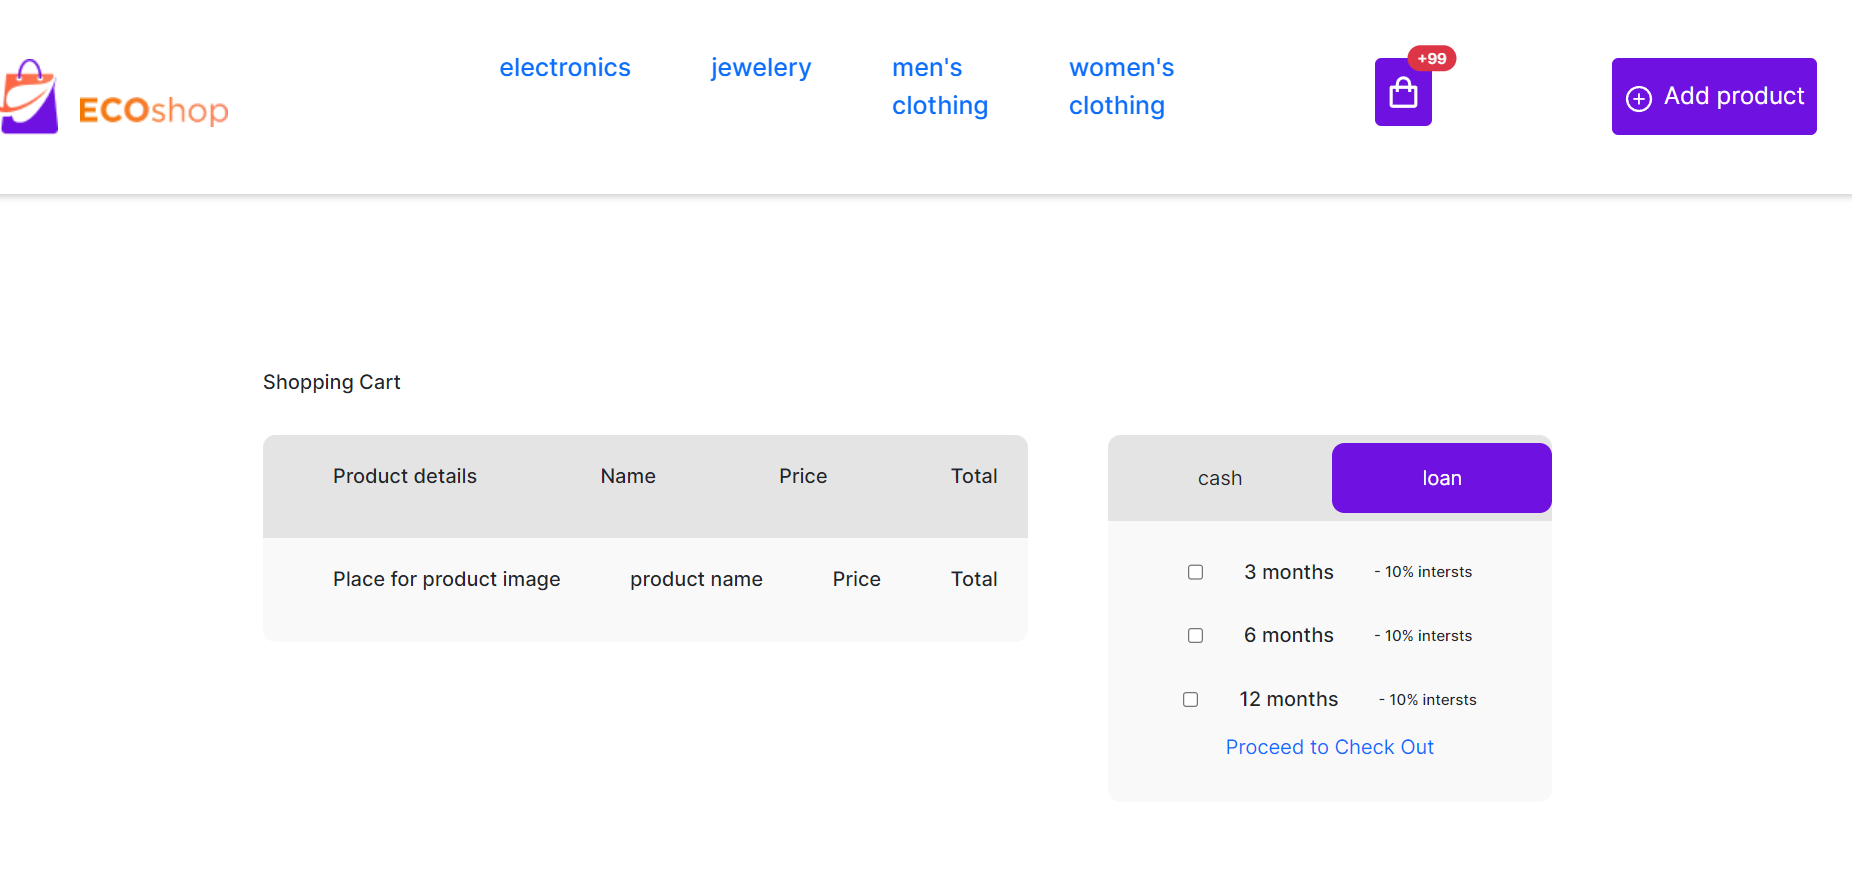 ECOshop
electronics
jewelery
men's
clothing
women's
clothing
+99
Add product
Shopping Cart
Product details Name Price Total
Place for product image product name Price Total
cash loan
3 months - 10% intersts
6 months - 10% intersts
12 months - 10% intersts
Proceed to Check Out